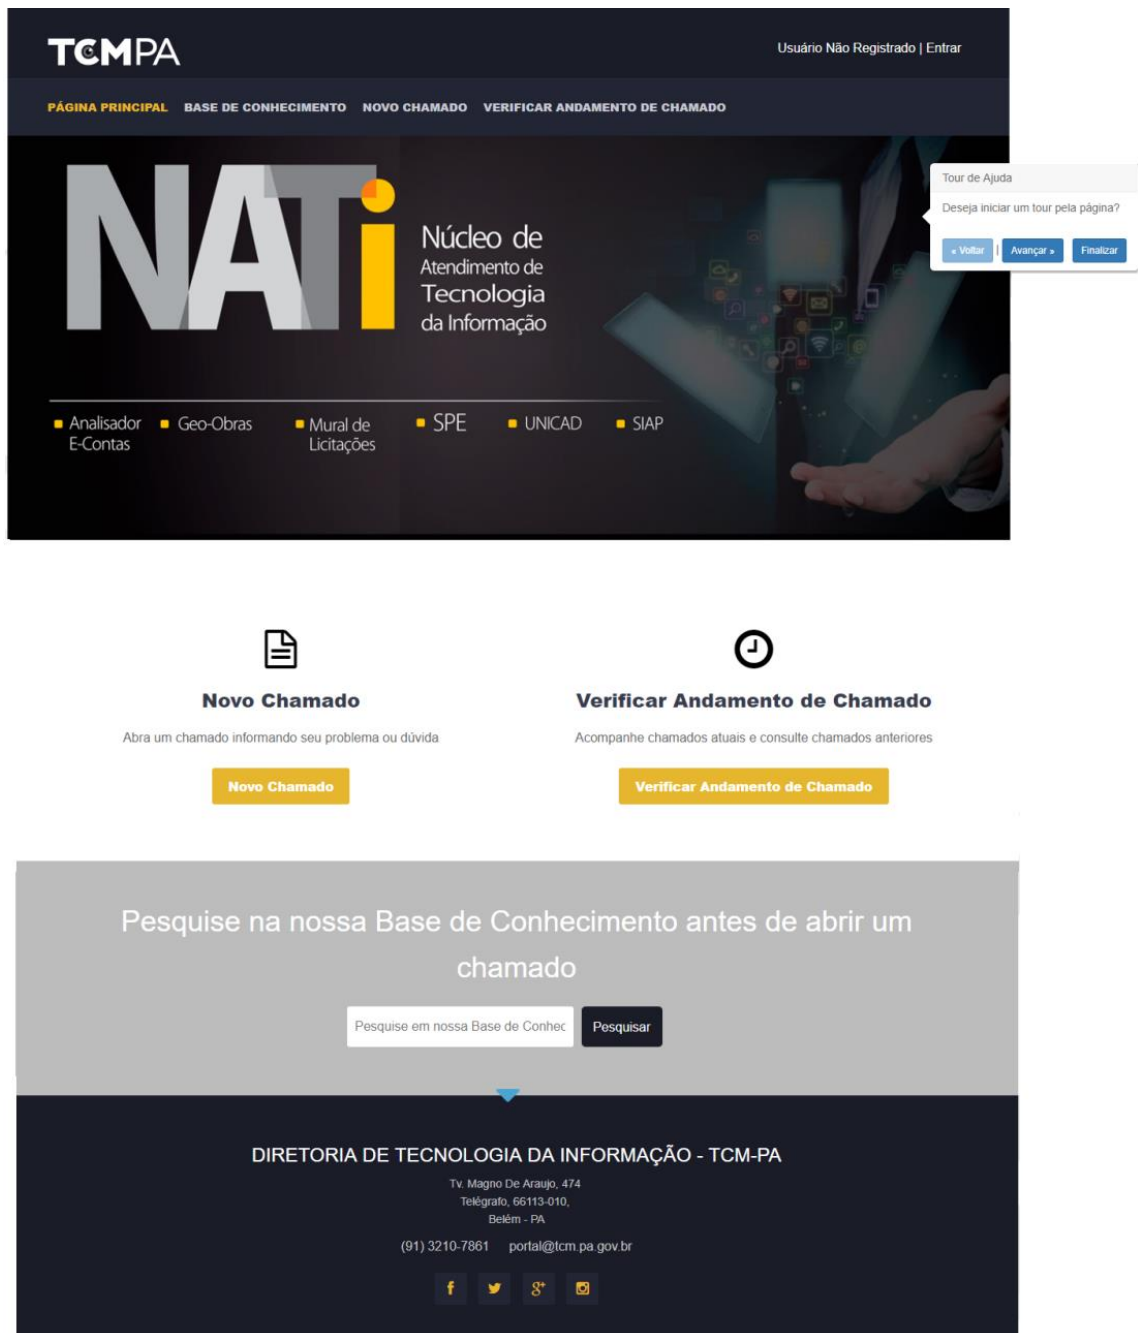 TCMPA
Usuário Não Registrado | Entrar
PÁGINA PRINCIPAL BASE DE CONHECIMENTO NOVO CHAMADO VERIFICAR ANDAMENTO DE CHAMADO
NATi
Núcleo de
Atendimento de
Tecnologia
da Informação
Tour de Ajuda
Deseja iniciar um tour pela página?
« Voltar | Avançar » Finalizar
Analisador
E-Contas
Geo-Obras
Mural de
Licitações
SPE
UNICAD
SIAP
Novo Chamado
Abra um chamado informando seu problema ou dúvida
Novo Chamado
Verificar Andamento de Chamado
Acompanhe chamados atuais e consulte chamados anteriores
Verificar Andamento de Chamado
Pesquise na nossa Base de Conhecimento antes de abrir um
chamado
Pesquise em nossa Base de Conhec
Pesquisar
DIRETORIA DE TECNOLOGIA DA INFORMAÇÃO - TCM-PA
Tv. Magno De Araujo, 474
Telégrafo, 66113-010,
Belém - PA
(91) 3210-7861 portal@tcm.pa.gov.br